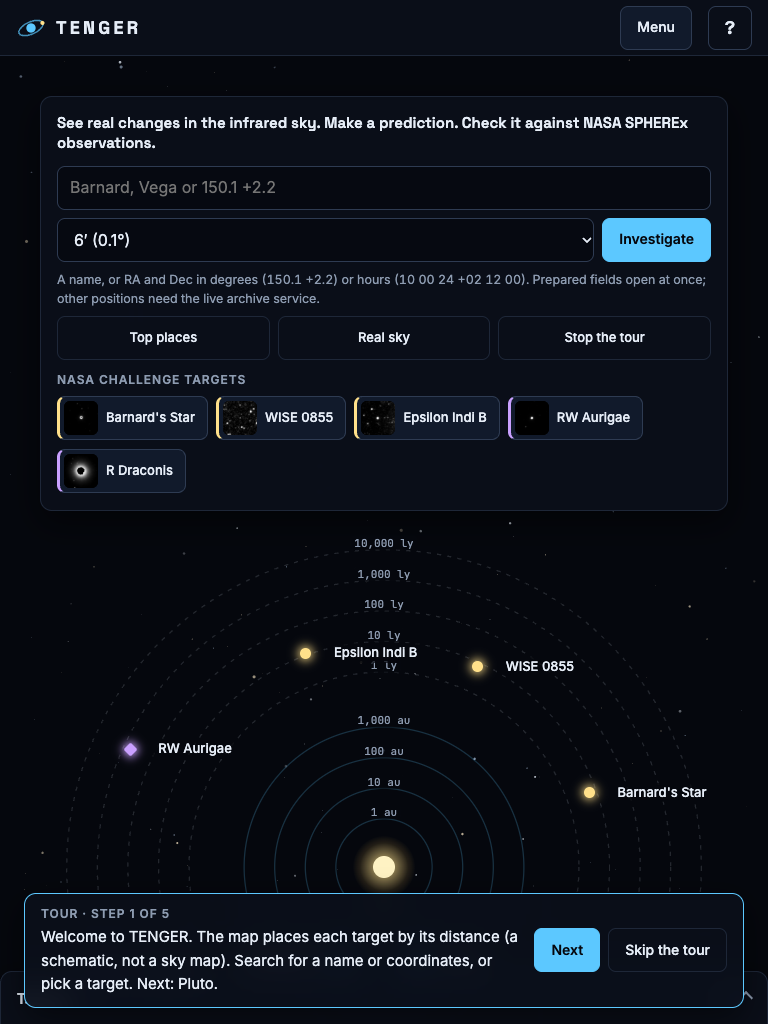 TENGER
Menu
?
See real changes in the infrared sky. Make a prediction. Check it against NASA SPHEREx
observations.
Barnard, Vega or 150.1 +2.2
6′ (0.1°)
Investigate
A name, or RA and Dec in degrees (150.1 +2.2) or hours (10 00 24 +02 12 00). Prepared fields open at once;
other positions need the live archive service.
Top places
Real sky
Stop the tour
NASA CHALLENGE TARGETS
Barnard's Star
WISE 0855
Epsilon Indi B
RW Aurigae
R Draconis
10,000 ly
1,000 ly
100 ly
10 ly
Epsilon Indi B
1 ly
WISE 0855
1,000 au
RW Aurigae
100 au
10 au
Barnard's Star
1 au
TOUR · STEP 1 OF 5
Welcome to TENGER. The map places each target by its distance (a
schematic, not a sky map). Search for a name or coordinates, or
pick a target. Next: Pluto.
Next
Skip the tour